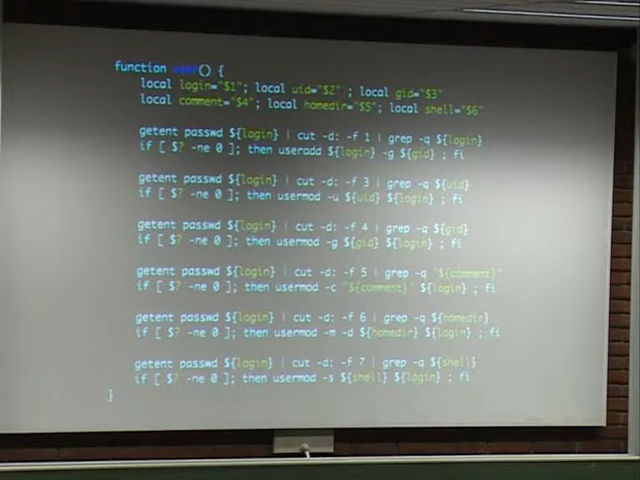 function user() {
local login="$1"; local uid="$2" ; local gid="$3"
local comment="$4"; local homedir="$5"; local shell="$6"
getent passwd ${login} | cut -d: -f 1 | grep -q ${login}
if [ $? -ne 0 ]; then useradd ${login} -g ${gid} ; fi
getent passwd ${login} | cut -d: -f 3 | grep -q ${uid}
if [ $? -ne 0 ]; then usermod -u ${uid} ${login} ; fi
getent passwd ${login} | cut -d: -f 4 | grep -q ${gid}
if [ $? -ne 0 ]; then usermod -g ${gid} ${login} ; fi
getent passwd ${login} | cut -d: -f 5 | grep -q "${comment}"
if [ $? -ne 0 ]; then usermod -c "${comment}" ${login} ; fi
getent passwd ${login} | cut -d: -f 6 | grep -q ${homedir}
if [ $? -ne 0 ]; then usermod -m -d ${homedir} ${login} ; fi
getent passwd ${login} | cut -d: -f 7 | grep -q ${shell}
if [ $? -ne 0 ]; then usermod -s ${shell} ${login} ; fi
}